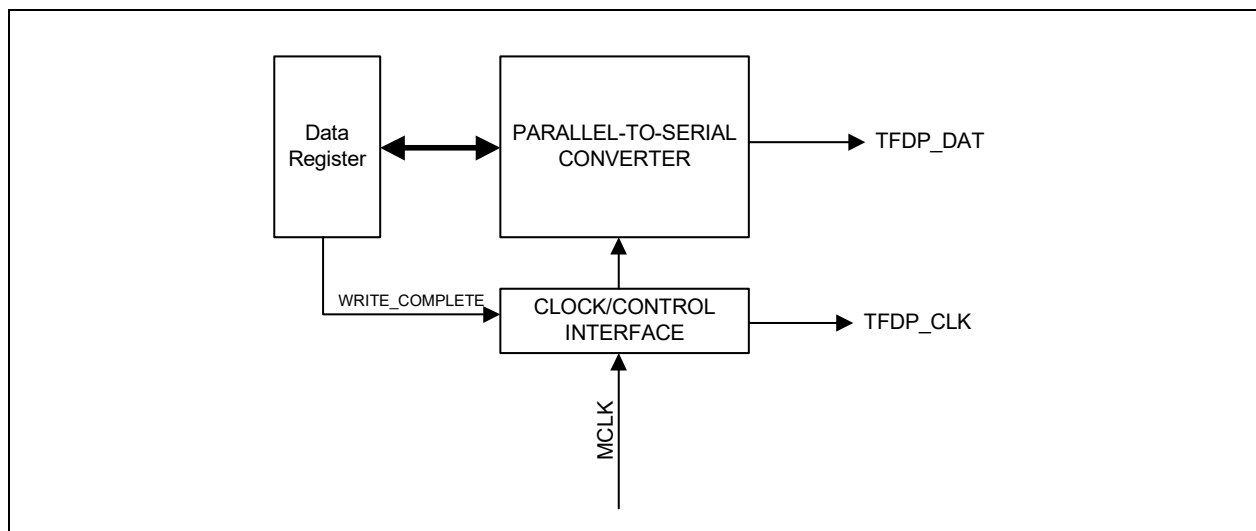 Data
Register
PARALLEL-TO-SERIAL
CONVERTER
TFDP_DAT
WRITE_COMPLETE
CLOCK/CONTROL
INTERFACE
TFDP_CLK
MCLK